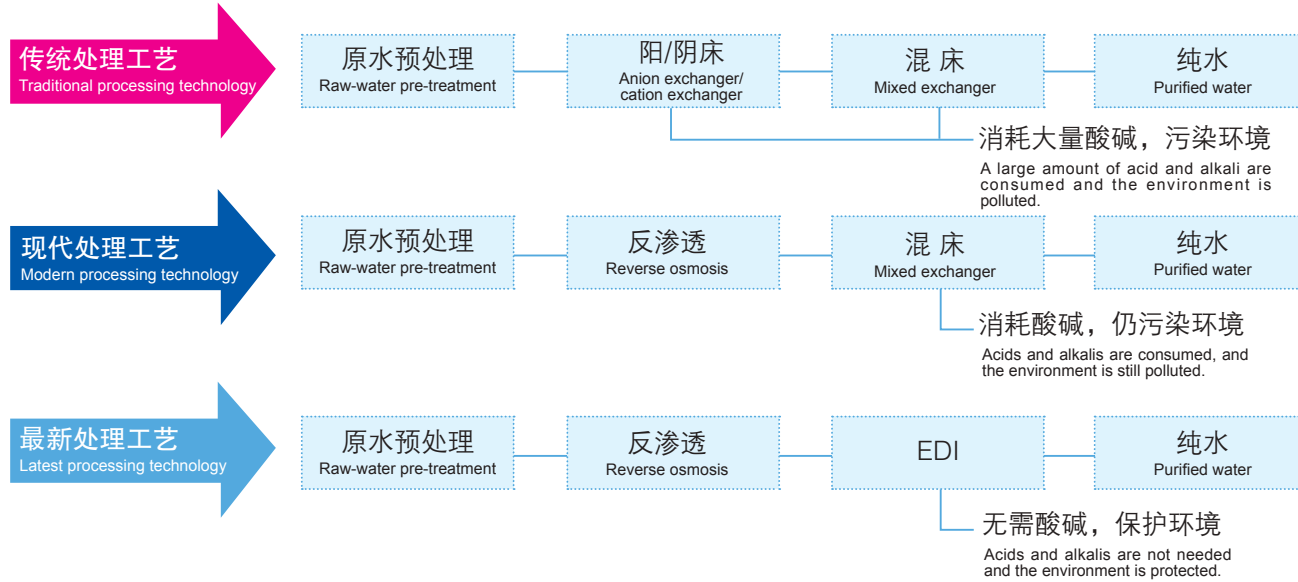 传统处理工艺
Traditional processing technology
原水预处理
Raw-water pre-treatment
阳/阴床
Anion exchanger/
cation exchanger
混 床
Mixed exchanger
纯水
Purified water
消耗大量酸碱，污染环境
A large amount of acid and alkali are
consumed and the environment is
polluted.
现代处理工艺
Modern processing technology
原水预处理
Raw-water pre-treatment
反渗透
Reverse osmosis
混 床
Mixed exchanger
纯水
Purified water
消耗酸碱，仍污染环境
Acids and alkalis are consumed, and
the environment is still polluted.
最新处理工艺
Latest processing technology
原水预处理
Raw-water pre-treatment
反渗透
Reverse osmosis
EDI
纯水
Purified water
无需酸碱，保护环境
Acids and alkalis are not needed
and the environment is protected.